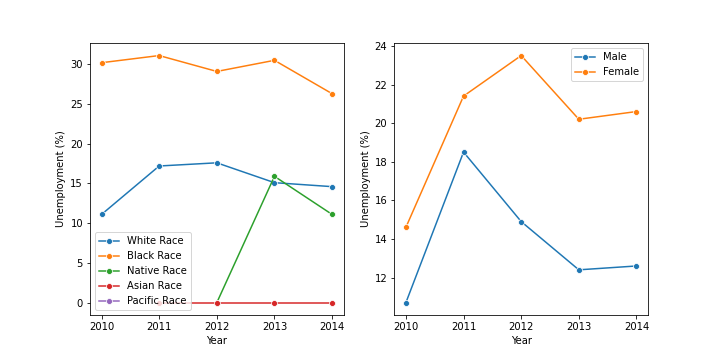 30
25
20
15
10
5
0
Unemployment (%)
White Race
Black Race
Native Race
Asian Race
Pacific Race
2010 2011 2012 2013 2014
Year
24
22
20
18
16
14
12
Unemployment (%)
Male
Female
2010 2011 2012 2013 2014
Year